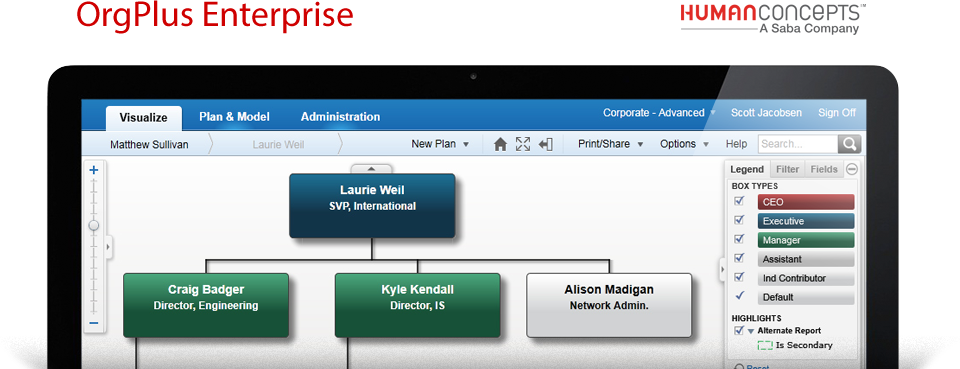 OrgPlus Enterprise
HUMANCONCEPTS™
A Saba Company
Visualize Plan & Model Administration Corporate - Advanced Scott Jacobsen Sign Off
Matthew Sullivan Laurie Weil New Plan Print/Share Options Help Search...
Legend Filter Fields
BOX TYPES
CEO
Executive
Manager
Assistant
Ind Contributor
Default
HIGHLIGHTS
Alternate Report
Is Secondary
Reset
Laurie Weil
SVP, International
Craig Badger
Director, Engineering
Kyle Kendall
Director, IS
Alison Madigan
Network Admin.